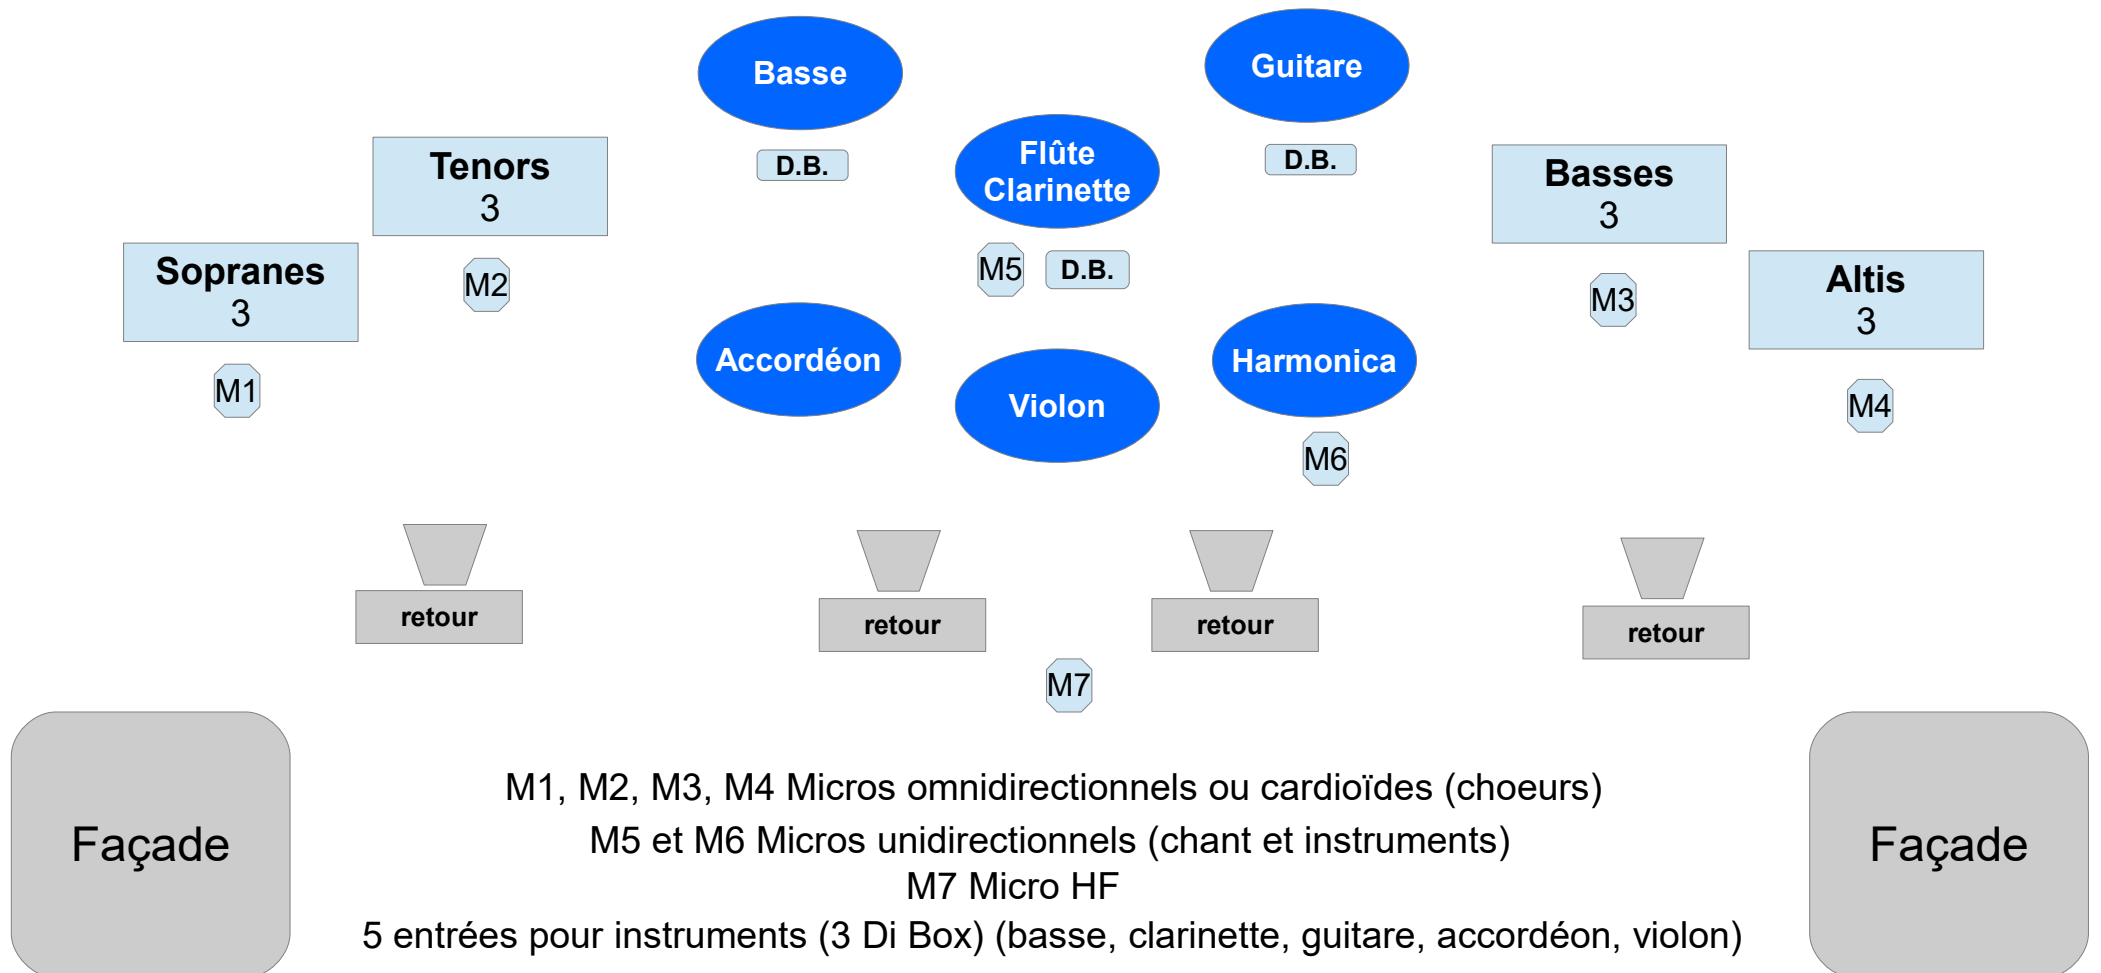 Basse
Guitare
Tenors
3
D.B.
Flûte
Clarinette
D.B.
Basses
3
Sopranes
3
M2
M5
D.B.
M3
Altis
3
M1
Accordéon
Violon
Harmonica
M4
M6
retour
retour
retour
retour
M7
Façade
Façade
M1, M2, M3, M4 Micros omnidirectionnels ou cardioïdes (choeurs)
M5 et M6 Micros unidirectionnels (chant et instruments)
M7 Micro HF
5 entrées pour instruments (3 Di Box) (basse, clarinette, guitare, accordéon, violon)